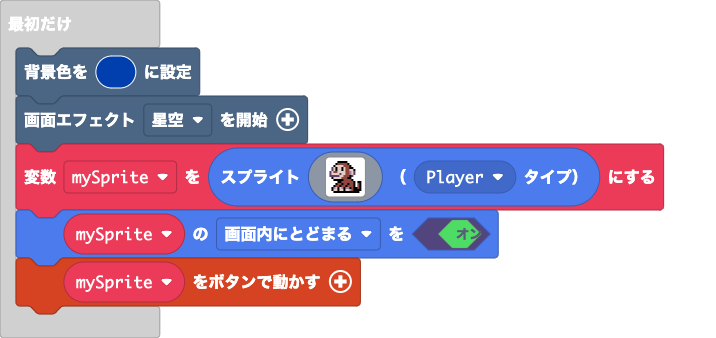 最初だけ
背景色を に設定
画面エフェクト 星空 を開始
変数 mySprite を スプライト ( Player タイプ) にする
mySprite の 画面内にとどまる を オン
mySprite をボタンで動かす